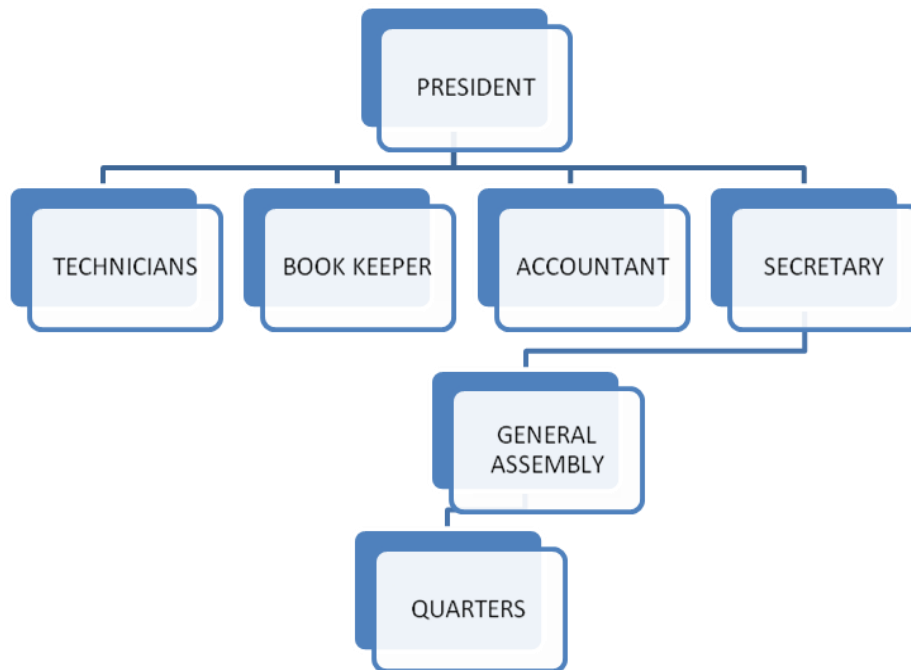 PRESIDENT
TECHNICIANS
BOOK KEEPER
ACCOUNTANT
SECRETARY
GENERAL
ASSEMBLY
QUARTERS